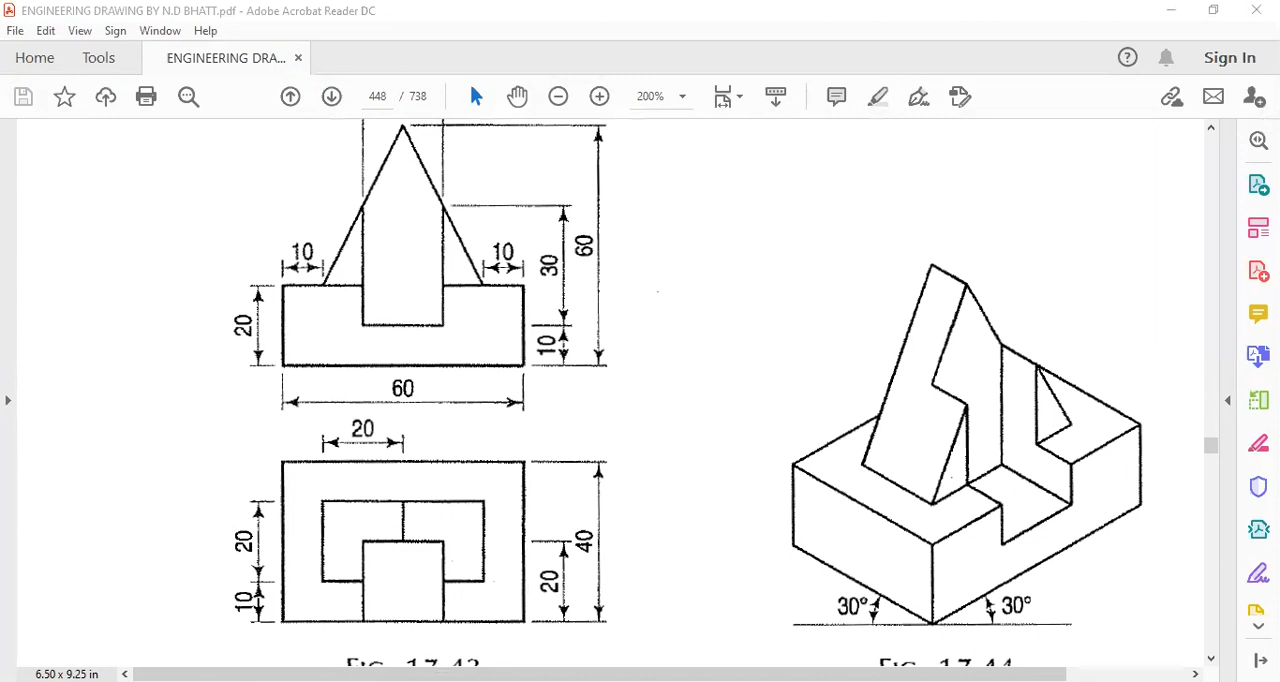 ENGINEERING DRAWING BY N.D BHATT.pdf - Adobe Acrobat Reader DC
File Edit View Sign Window Help
Home Tools ENGINEERING DRA... × Sign In
448 / 738 200%
10 10 30 60
20 10
60
20
20 40
10 20
30° 30°
FIG. 17-43 FIG. 17-44
6.50 x 9.25 in